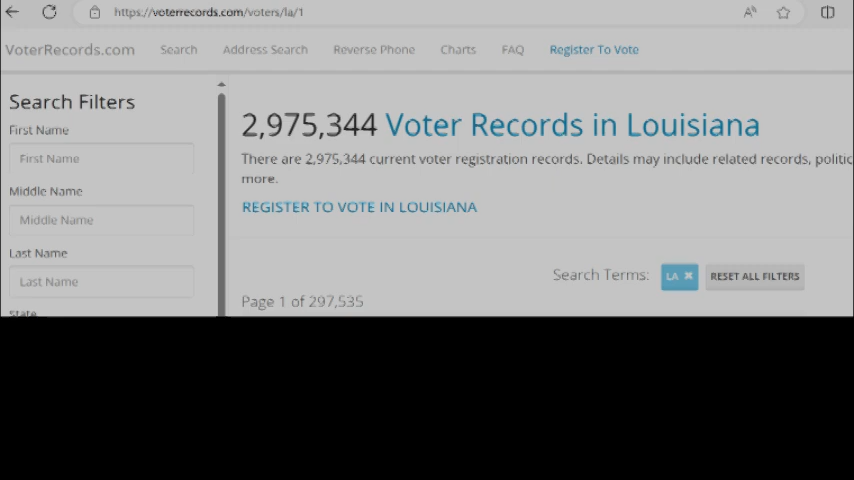 https://voterrecords.com/voters/la/1
VoterRecords.com Search Address Search Reverse Phone Charts FAQ Register To Vote
Search Filters
First Name
First Name
Middle Name
Middle Name
Last Name
Last Name
State
2,975,344 Voter Records in Louisiana
There are 2,975,344 current voter registration records. Details may include related records, politic
more.
REGISTER TO VOTE IN LOUISIANA
Search Terms: LA ✖ RESET ALL FILTERS
Page 1 of 297,535